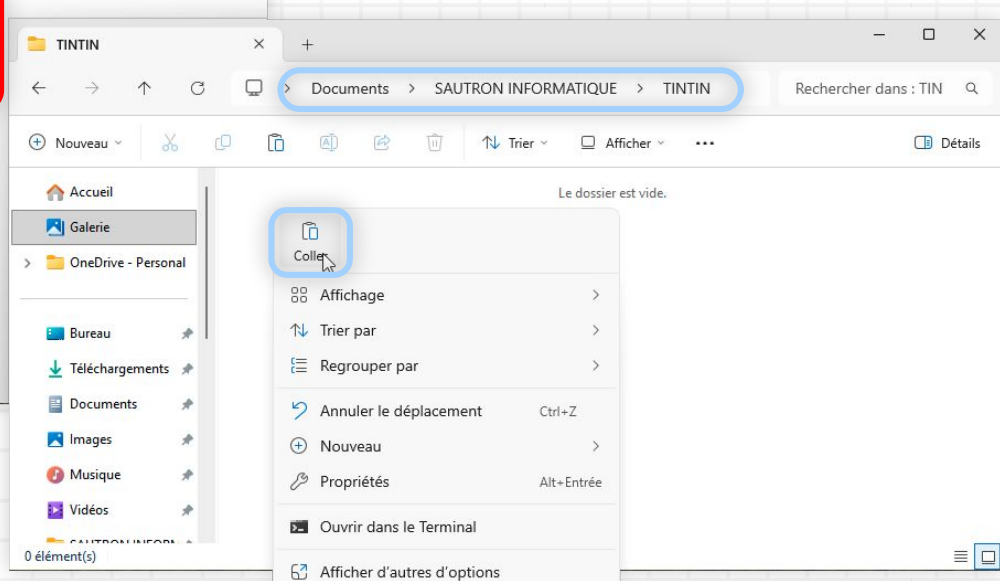 TINTIN
Documents > SAUTRON INFORMATIQUE > TINTIN
Rechercher dans : TIN
Nouveau
Trier
Afficher
Détails
Accueil
Galerie
OneDrive - Personal
Bureau
Téléchargements
Documents
Images
Musique
Vidéos
Le dossier est vide.
Coller
Affichage
Trier par
Regrouper par
Annuler le déplacement Ctrl+Z
Nouveau
Propriétés Alt+Entrée
Ouvrir dans le Terminal
Afficher d'autres d'options
0 élément(s)